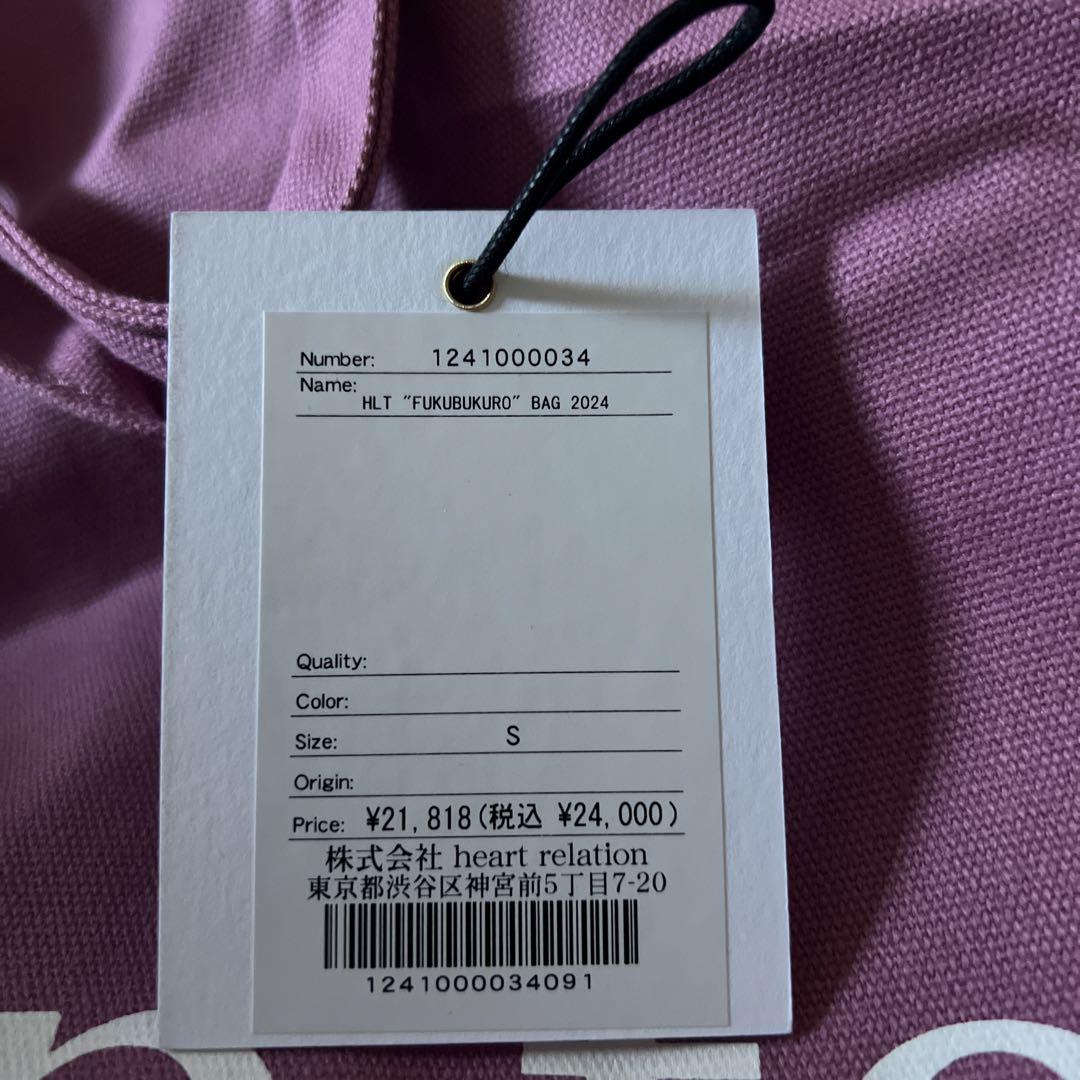 Number: 1241000034
Name:
HLT "FUKUBUKURO" BAG 2024
Quality:
Color:
Size: S
Origin:
Price: ¥21,818(税込 ¥24,000)
株式会社 heart relation
東京都渋谷区神宮前5丁目7-20
1241000034091